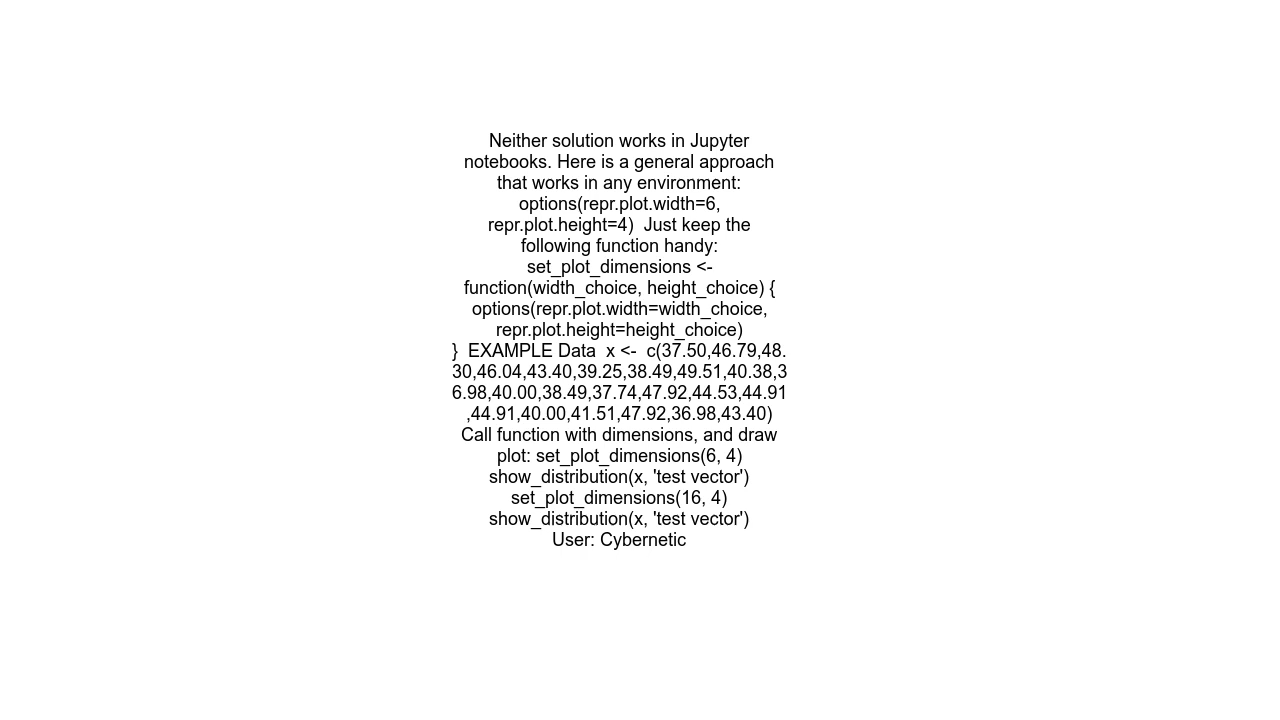 Neither solution works in Jupyter
notebooks. Here is a general approach
that works in any environment:
options(repr.plot.width=6,
repr.plot.height=4)  Just keep the
following function handy:
set_plot_dimensions <-
function(width_choice, height_choice) {
options(repr.plot.width=width_choice,
repr.plot.height=height_choice)
}  EXAMPLE Data  x <-  c(37.50,46.79,48.
30,46.04,43.40,39.25,38.49,49.51,40.38,3
6.98,40.00,38.49,37.74,47.92,44.53,44.91
,44.91,40.00,41.51,47.92,36.98,43.40)
Call function with dimensions, and draw
plot: set_plot_dimensions(6, 4)
show_distribution(x, 'test vector')
set_plot_dimensions(16, 4)
show_distribution(x, 'test vector')
User: Cybernetic